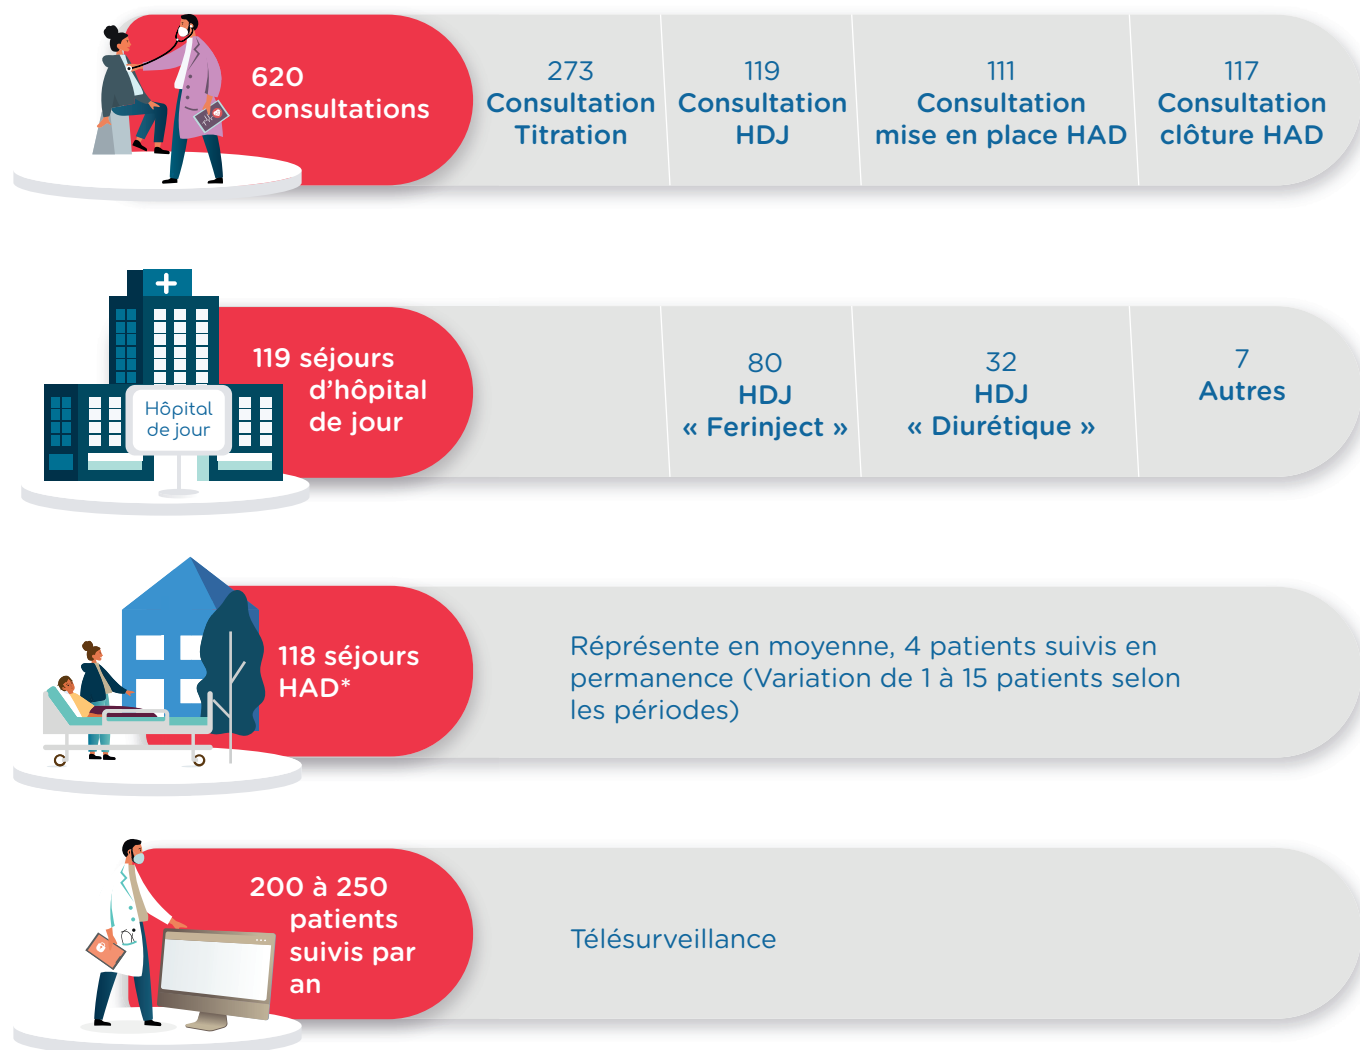 620
consultations
273
Consultation
Titration
119
Consultation
HDJ
111
Consultation
mise en place HAD
117
Consultation
clôture HAD
119 séjours
d'hôpital
de jour
Hôpital
de jour
80
HDJ
« Ferinject »
32
HDJ
« Diurétique »
7
Autres
118 séjours
HAD*
Réprésente en moyenne, 4 patients suivis en
permanence (Variation de 1 à 15 patients selon
les périodes)
200 à 250
patients
suivis par
an
Télésurveillance